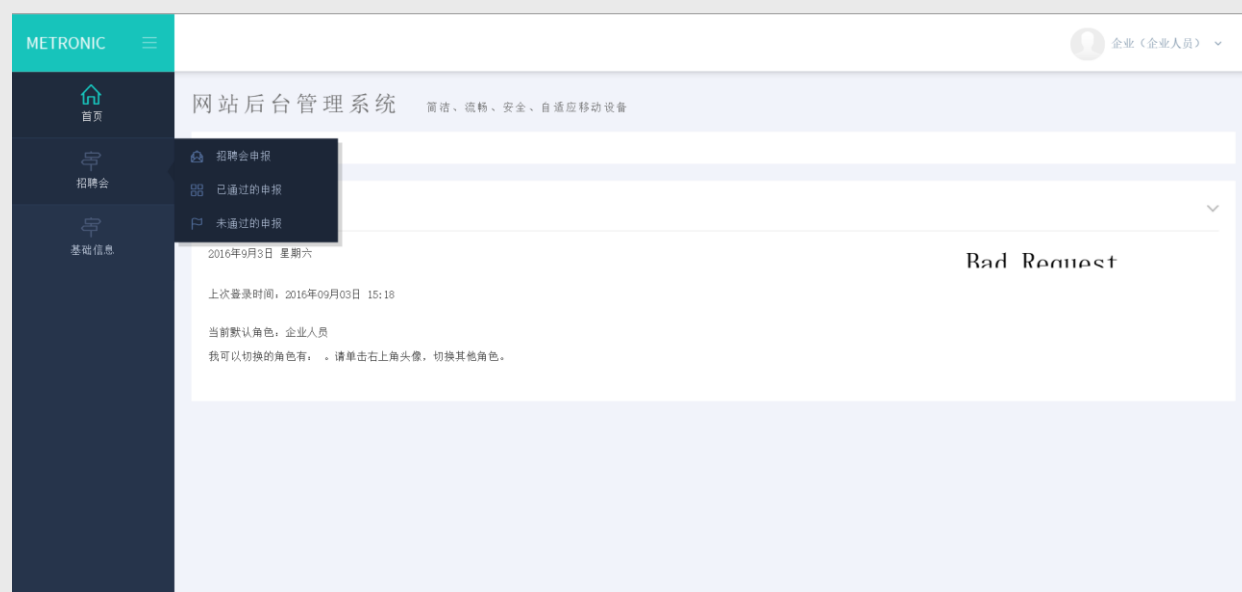 METRONIC
企业(企业人员)
首页
网站后台管理系统 简洁、流畅、安全、自适应移动设备
招聘会
招聘会申报
已通过的申报
未通过的申报
基础信息
2016年9月3日 星期六
Bad Request
上次登录时间：2016年09月03日 15:18
当前默认角色：企业人员
我可以切换的角色有： 。请单击右上角头像，切换其他角色。